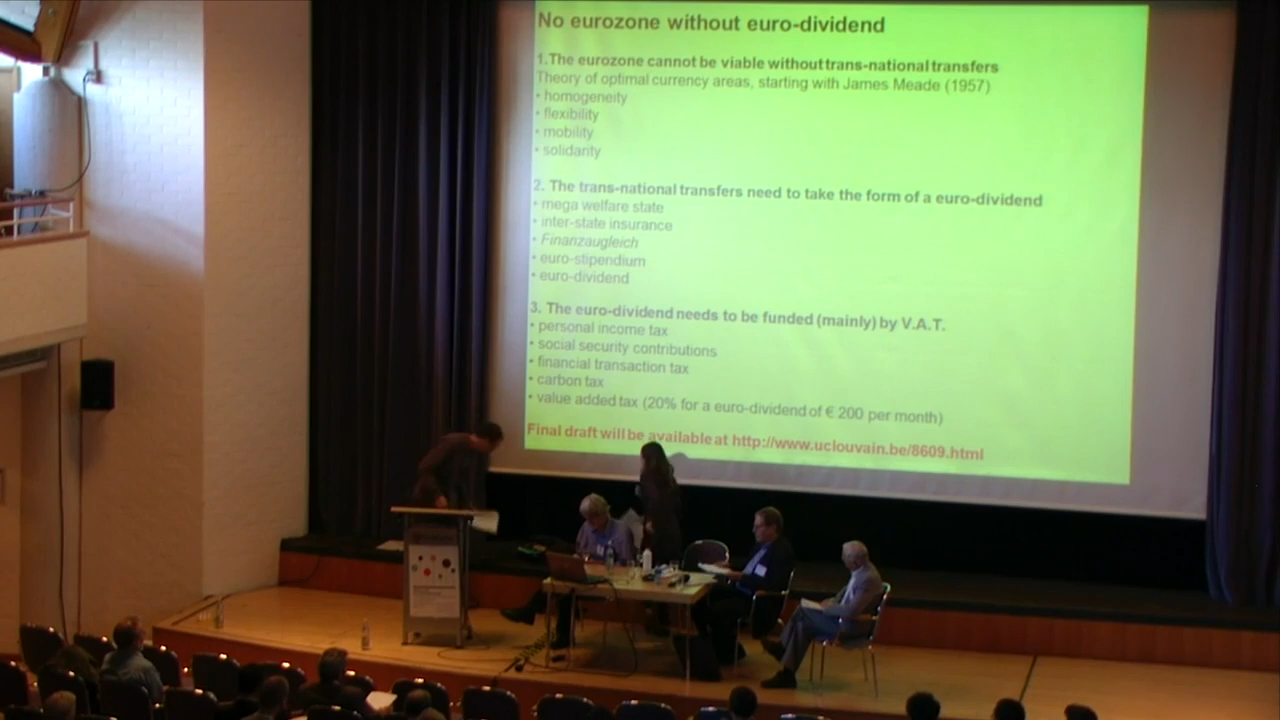 No eurozone without euro-dividend
1.The eurozone cannot be viable without trans-national transfers
Theory of optimal currency areas, starting with James Meade (1957)
• homogeneity
• flexibility
• mobility
• solidarity
2. The trans-national transfers need to take the form of a euro-dividend
• mega welfare state
• inter-state insurance
• Finanzaugleich
• euro-stipendium
• euro-dividend
3. The euro-dividend needs to be funded (mainly) by V.A.T.
• personal income tax
• social security contributions
• financial transaction tax
• carbon tax
• value added tax (20% for a euro-dividend of € 200 per month)
Final draft will be available at http://www.uclouvain.be/8609.html